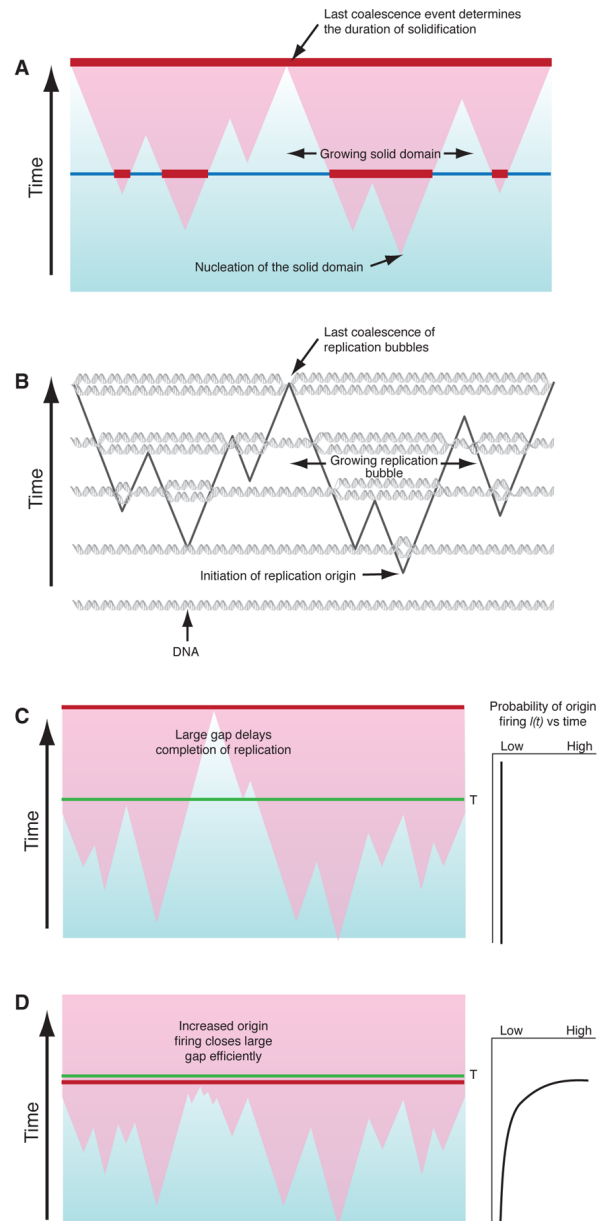 Last coalescence event determines
the duration of solidification
A
Time
Growing solid domain
Nucleation of the solid domain
Last coalescence of
replication bubbles
B
Time
Growing replication
bubble
Initiation of replication origin
DNA
C
Time
Large gap delays
completion of replication
T
Probability of origin
firing I(t) vs time
Low High
D
Time
Increased origin
firing closes large
gap efficiently
T
Low High